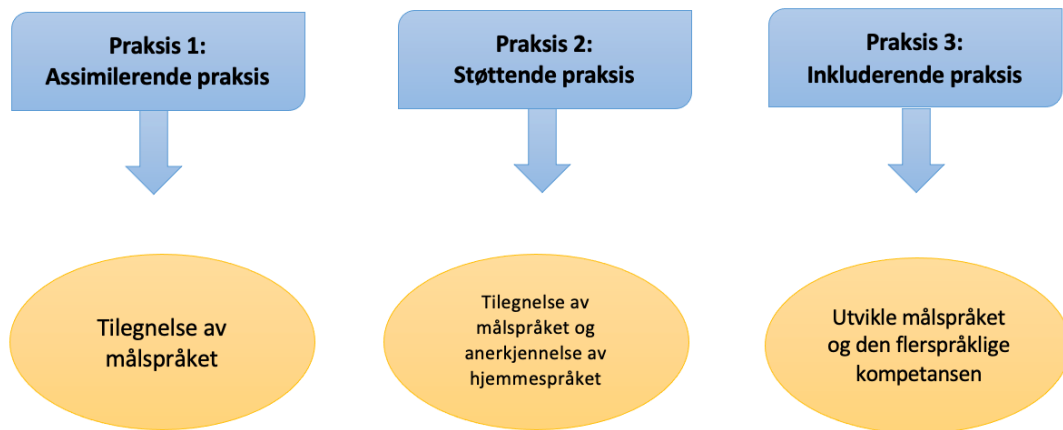 Praksis 1:
Assimilerende praksis
Praksis 2:
Støttende praksis
Praksis 3:
Inkluderende praksis
Tilegnelse av
målspråket
Tilegnelse av
målspråket og
anerkjennelse av
hjemmespråket
Utvikle målspråket
og den flerspråklige
kompetansen